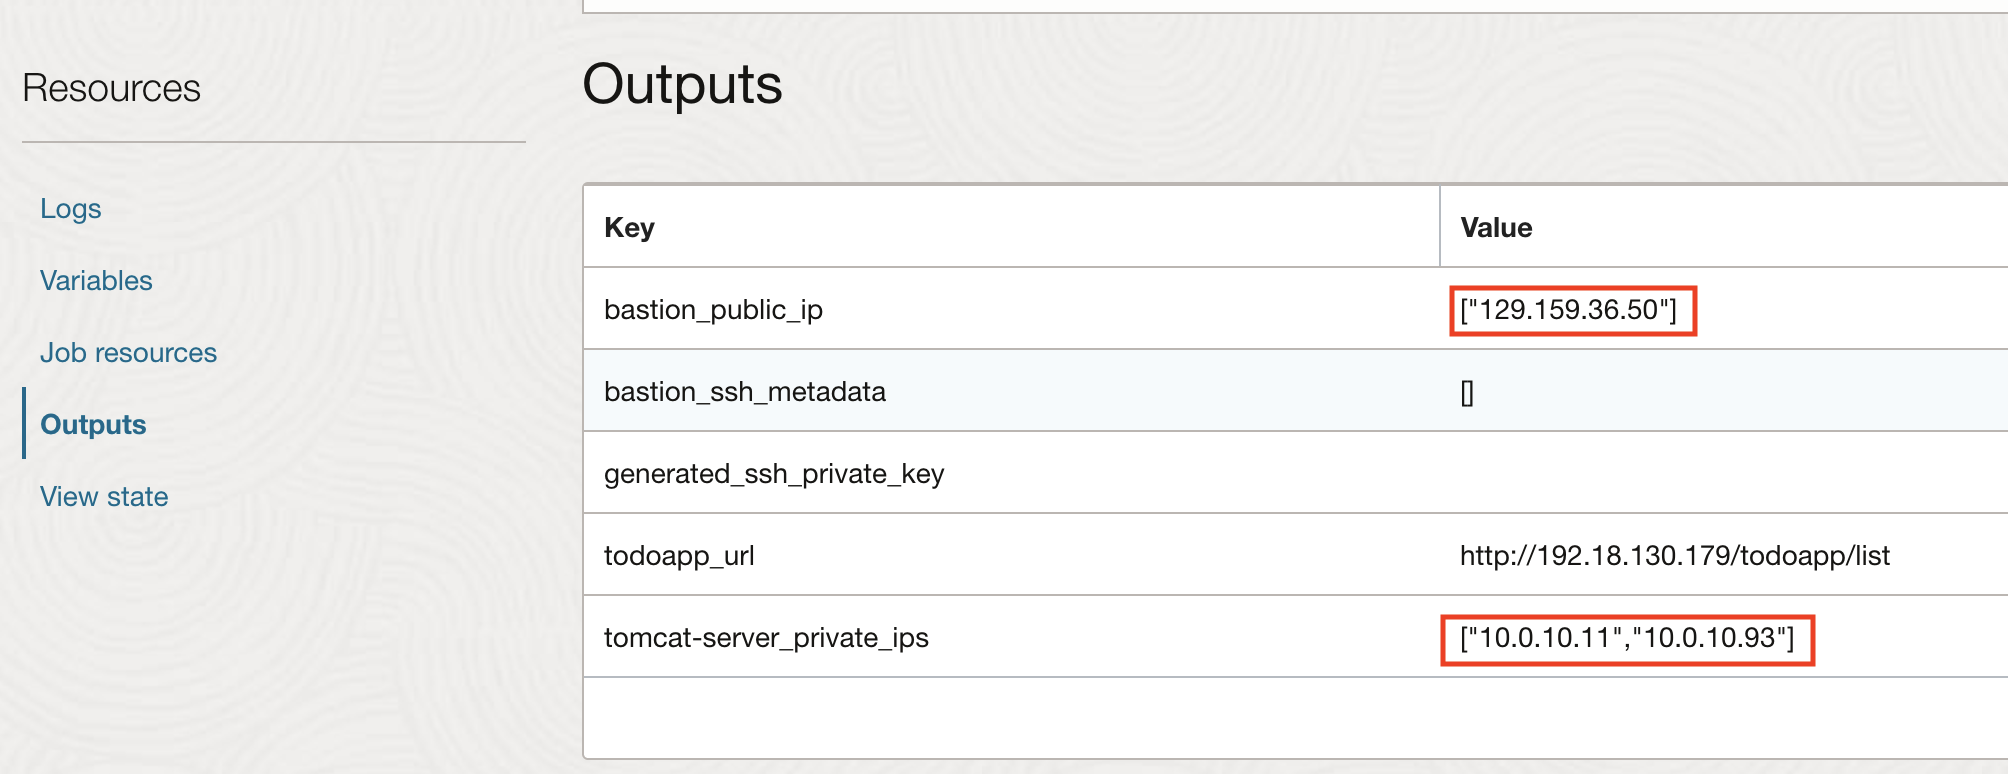 Resources
Logs
Variables
Job resources
Outputs
View state
Outputs
Key Value
bastion_public_ip ["129.159.36.50"]
bastion_ssh_metadata []
generated_ssh_private_key
todoapp_url http://192.18.130.179/todoapp/list
tomcat-server_private_ips ["10.0.10.11","10.0.10.93"]